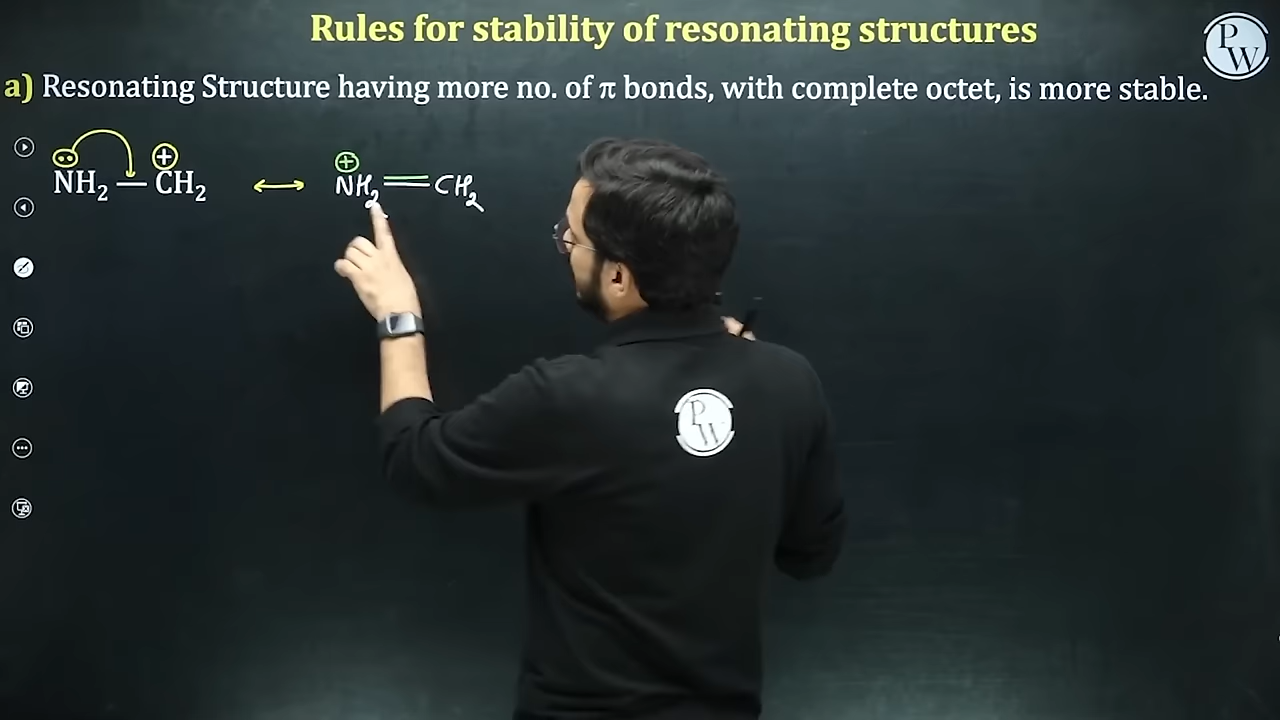 Rules for stability of resonating structures
PW
a) Resonating Structure having more no. of π bonds, with complete octet, is more stable.
⊕ ⊕
NH₂ — CH₂ ⟷ NH₂ = CH₂
PW